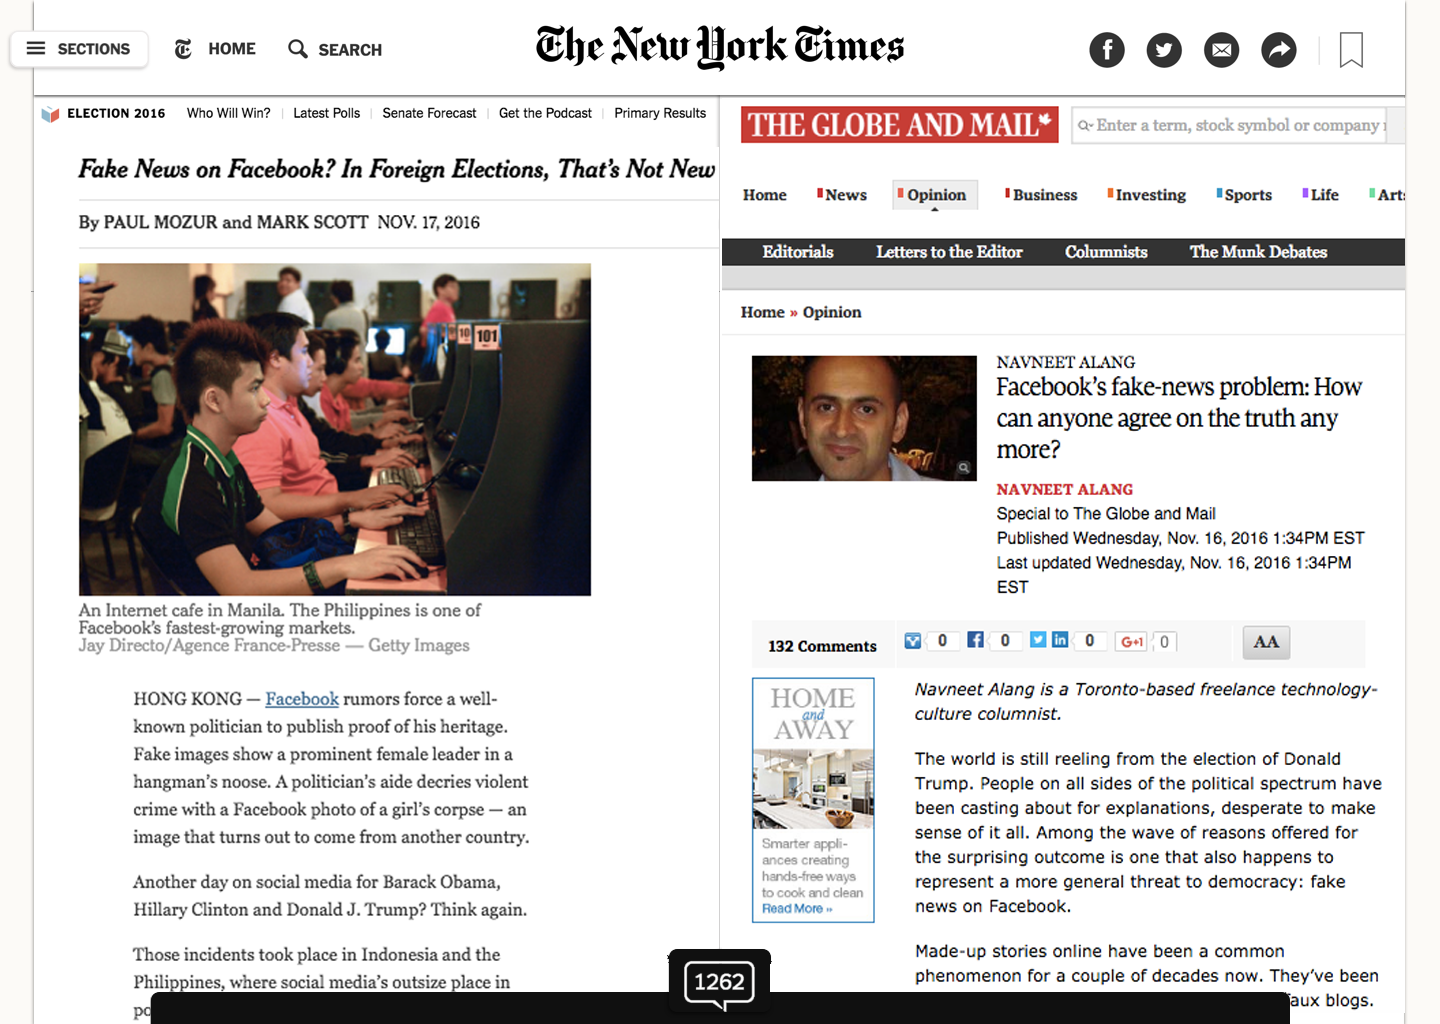 SECTIONS
HOME
SEARCH
The New York Times
ELECTION 2016
Who Will Win?
Latest Polls
Senate Forecast
Get the Podcast
Primary Results
Fake News on Facebook? In Foreign Elections, That's Not New
By PAUL MOZUR and MARK SCOTT NOV. 17, 2016
10
101
An Internet cafe in Manila. The Philippines is one of
Facebook's fastest-growing markets.
Jay Directo/Agence France-Presse — Getty Images
HONG KONG — Facebook rumors force a well-
known politician to publish proof of his heritage.
Fake images show a prominent female leader in a
hangman's noose. A politician's aide decries violent
crime with a Facebook photo of a girl's corpse — an
image that turns out to come from another country.
Another day on social media for Barack Obama,
Hillary Clinton and Donald J. Trump? Think again.
Those incidents took place in Indonesia and the
Philippines, where social media's outsize place in
po
1262
THE GLOBE AND MAIL
Enter a term, stock symbol or company
Home
News
Opinion
Business
Investing
Sports
Life
Arts
Editorials
Letters to the Editor
Columnists
The Munk Debates
Home » Opinion
NAVNEET ALANG
Facebook's fake-news problem: How
can anyone agree on the truth any
more?
NAVNEET ALANG
Special to The Globe and Mail
Published Wednesday, Nov. 16, 2016 1:34PM EST
Last updated Wednesday, Nov. 16, 2016 1:34PM
EST
132 Comments
0
0
0
G+1
0
AA
HOME
and
AWAY
Smarter appli-
ances creating
hands-free ways
to cook and clean
Read More »
Navneet Alang is a Toronto-based freelance technology-
culture columnist.
The world is still reeling from the election of Donald
Trump. People on all sides of the political spectrum have
been casting about for explanations, desperate to make
sense of it all. Among the wave of reasons offered for
the surprising outcome is one that also happens to
represent a more general threat to democracy: fake
news on Facebook.
Made-up stories online have been a common
phenomenon for a couple of decades now. They've been
faux blogs.